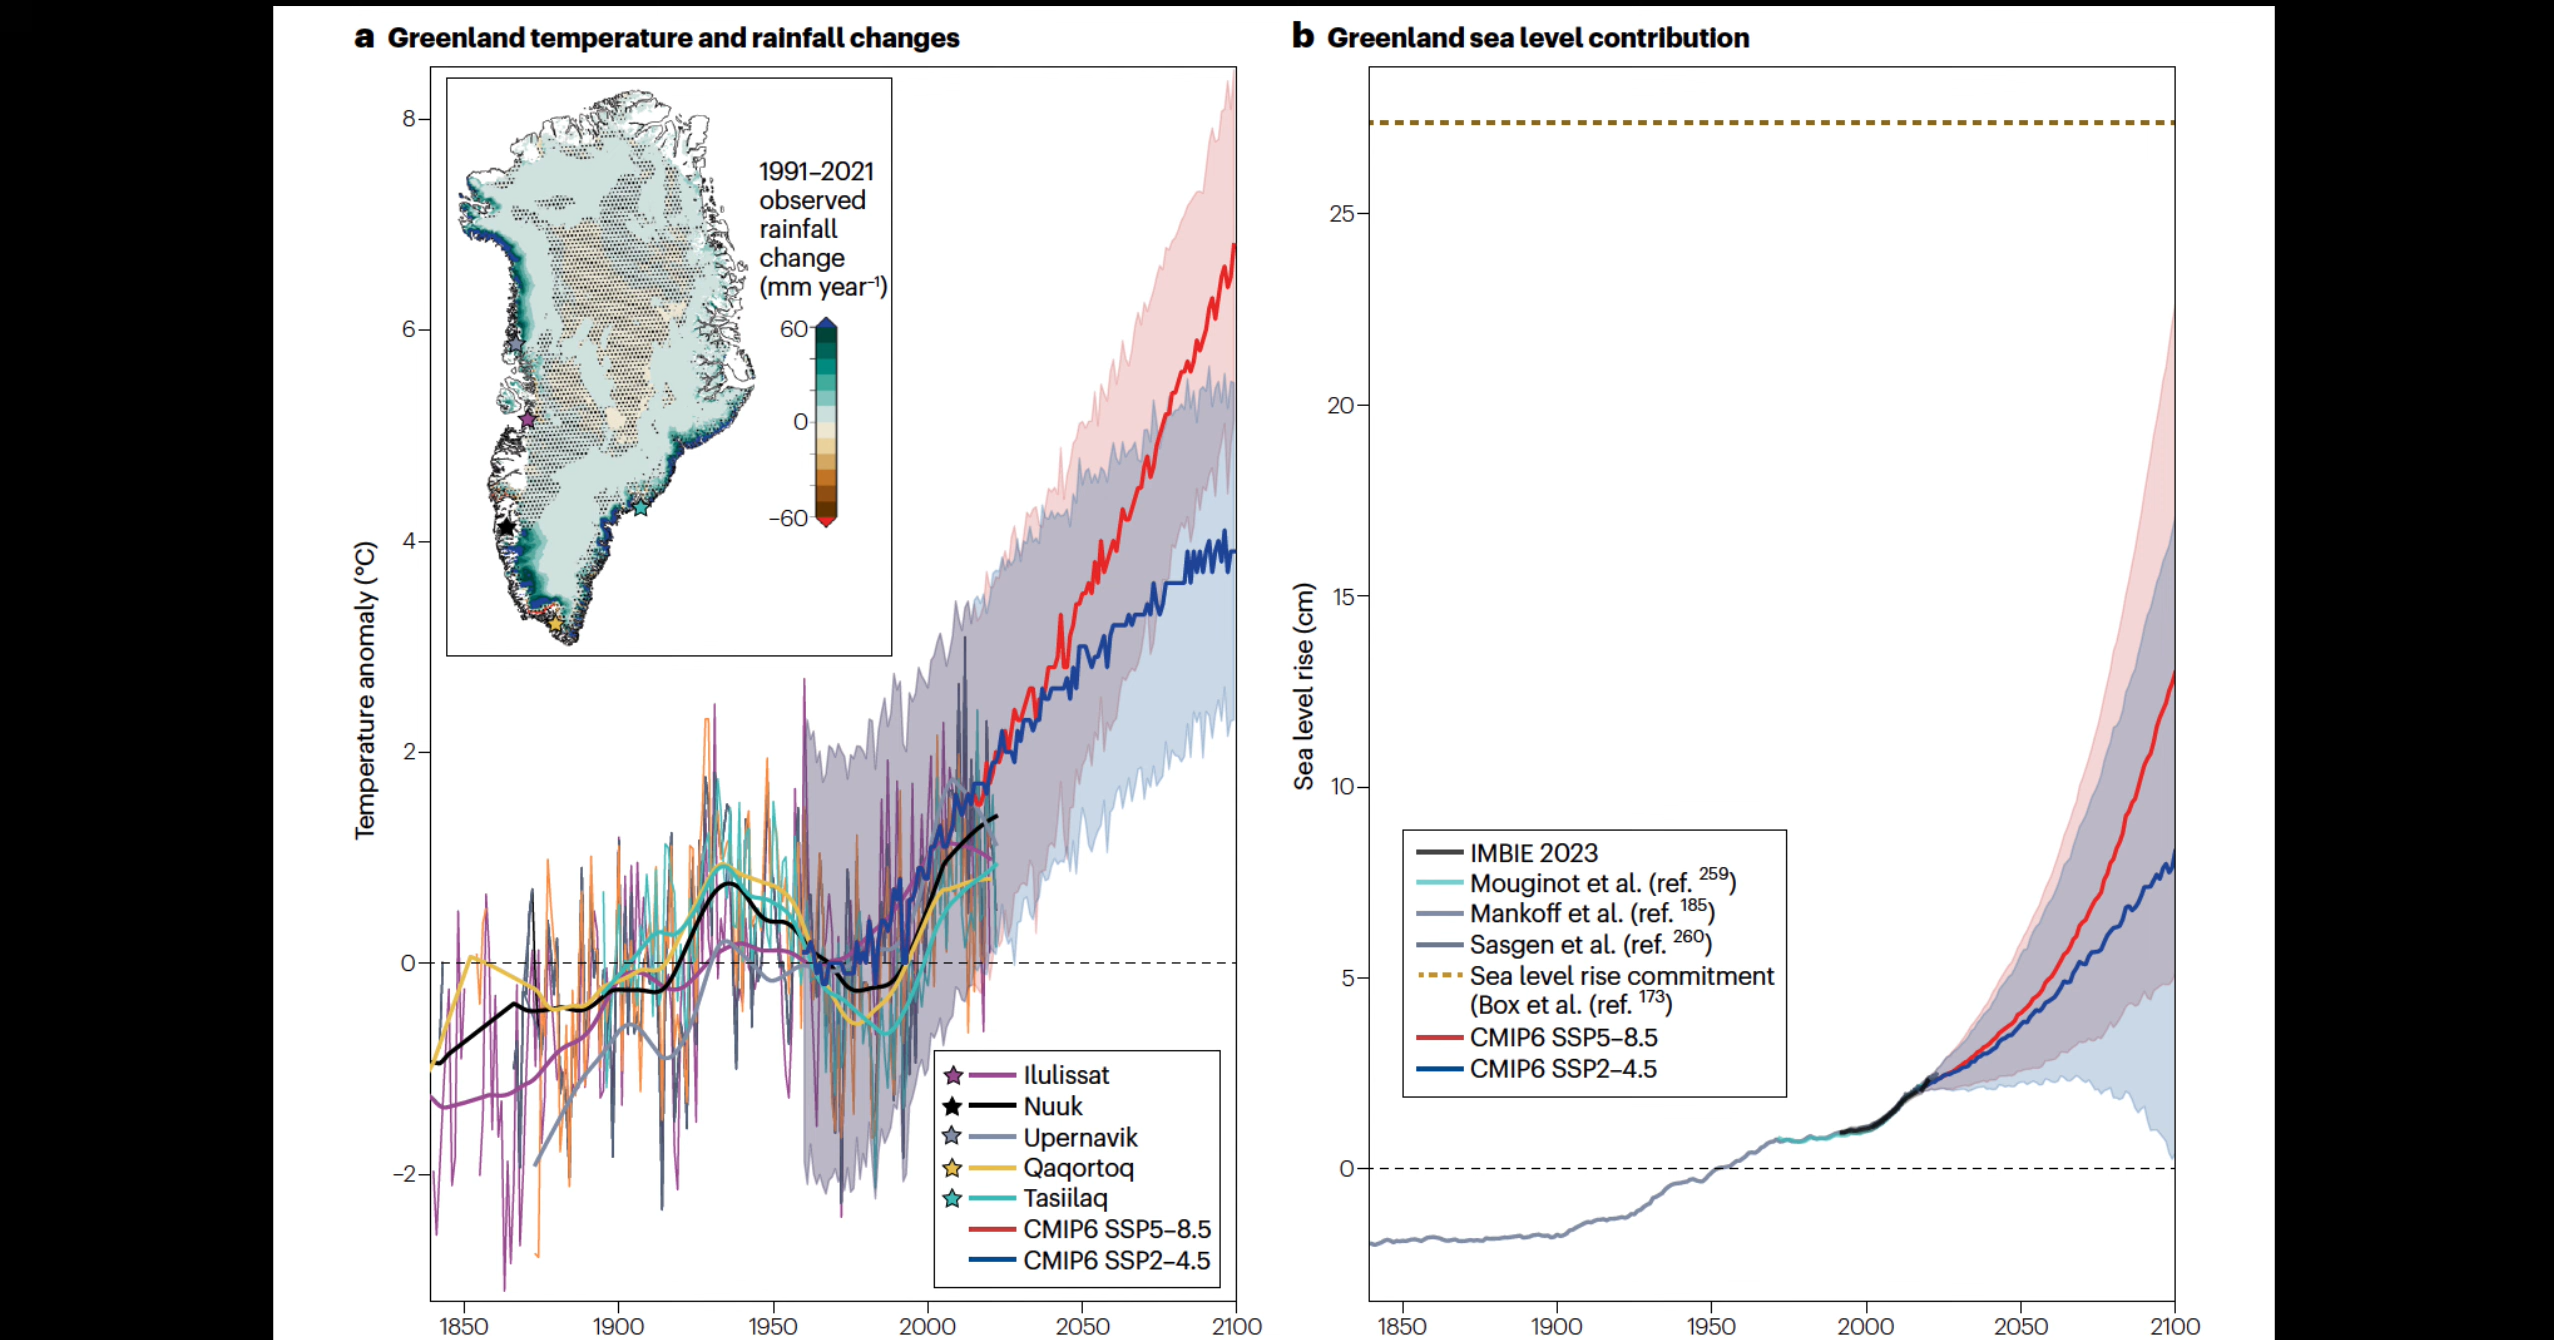 a Greenland temperature and rainfall changes
8
6
4
2
0
−2
Temperature anomaly (°C)
1991–2021
observed
rainfall
change
(mm year⁻¹)
60
0
−60
Ilulissat
Nuuk
Upernavik
Qaqortoq
Tasiilaq
CMIP6 SSP5–8.5
CMIP6 SSP2–4.5
1850 1900 1950 2000 2050 2100
b Greenland sea level contribution
25
20
15
10
5
0
Sea level rise (cm)
IMBIE 2023
Mouginot et al. (ref. 259)
Mankoff et al. (ref. 185)
Sasgen et al. (ref. 260)
Sea level rise commitment
(Box et al. (ref. 173)
CMIP6 SSP5–8.5
CMIP6 SSP2–4.5
1850 1900 1950 2000 2050 2100